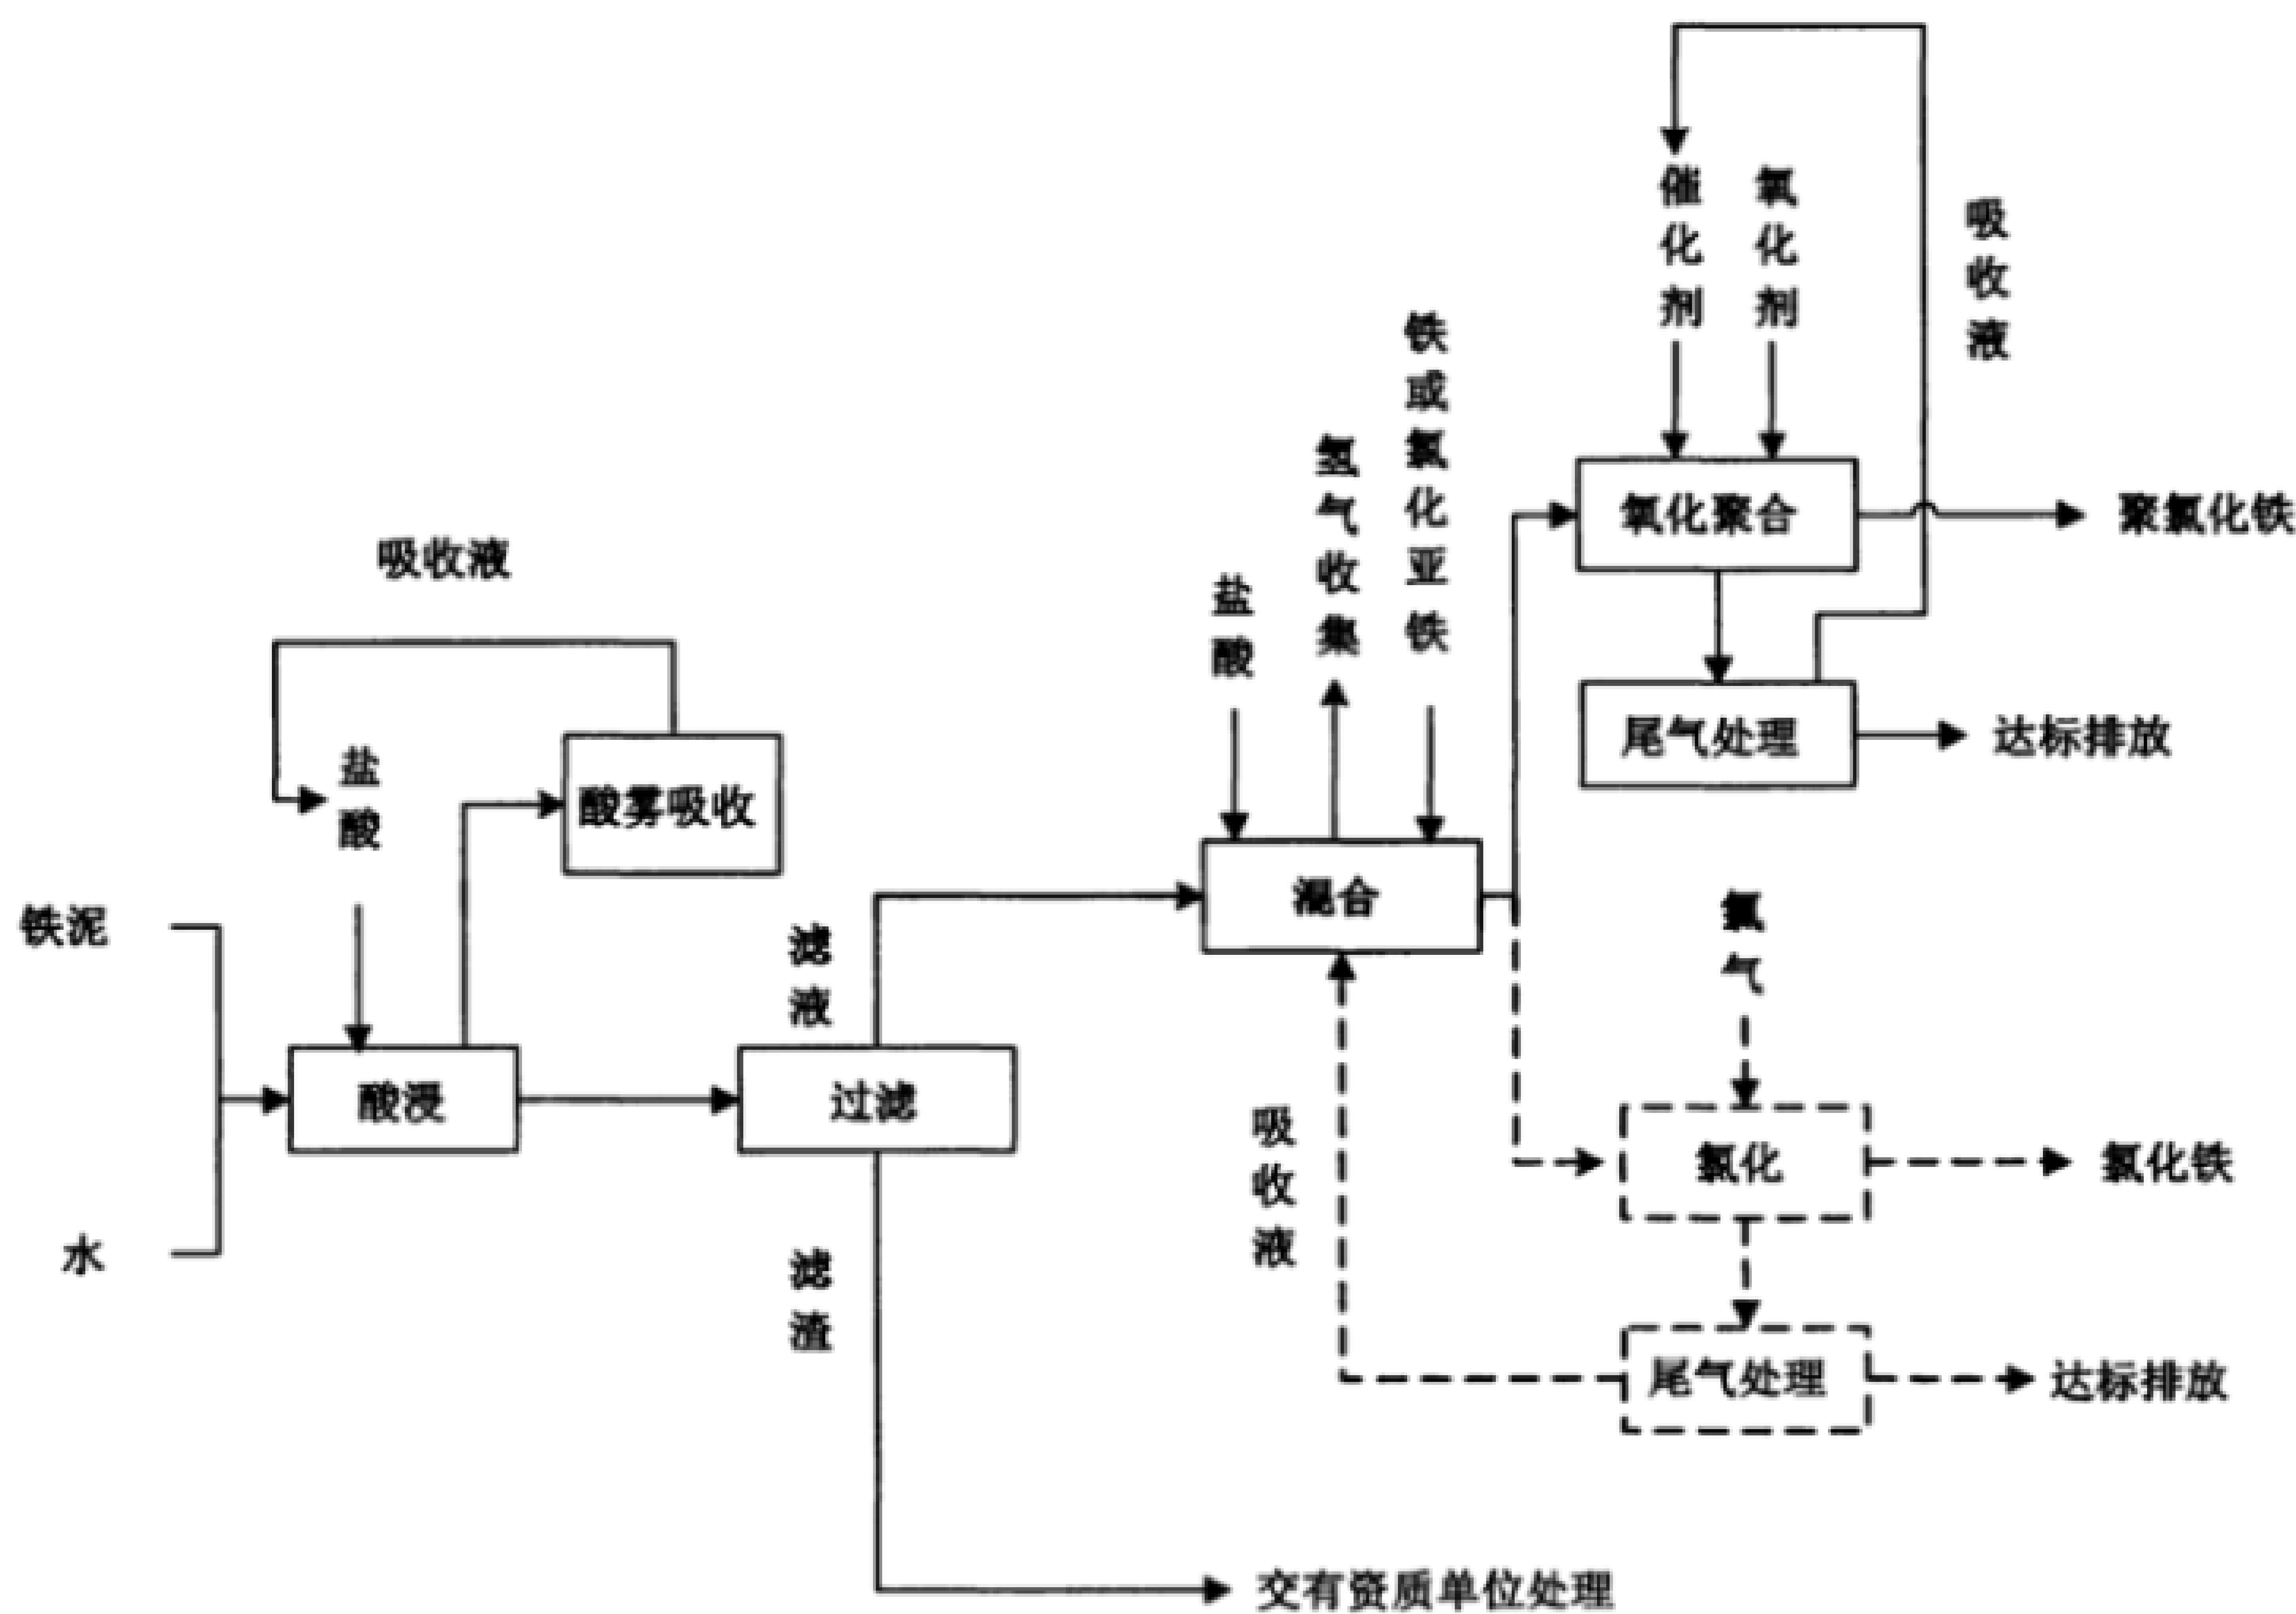 催化剂
氧化剂
吸收液
铁或氯化亚铁
氢气收集
盐酸
氧化聚合
聚氯化铁
尾气处理
达标排放
吸收液
盐酸
酸雾吸收
铁泥
水
酸浸
滤液
过滤
滤渣
混合
氯气
吸收液
氯化
氯化铁
尾气处理
达标排放
交有资质单位处理